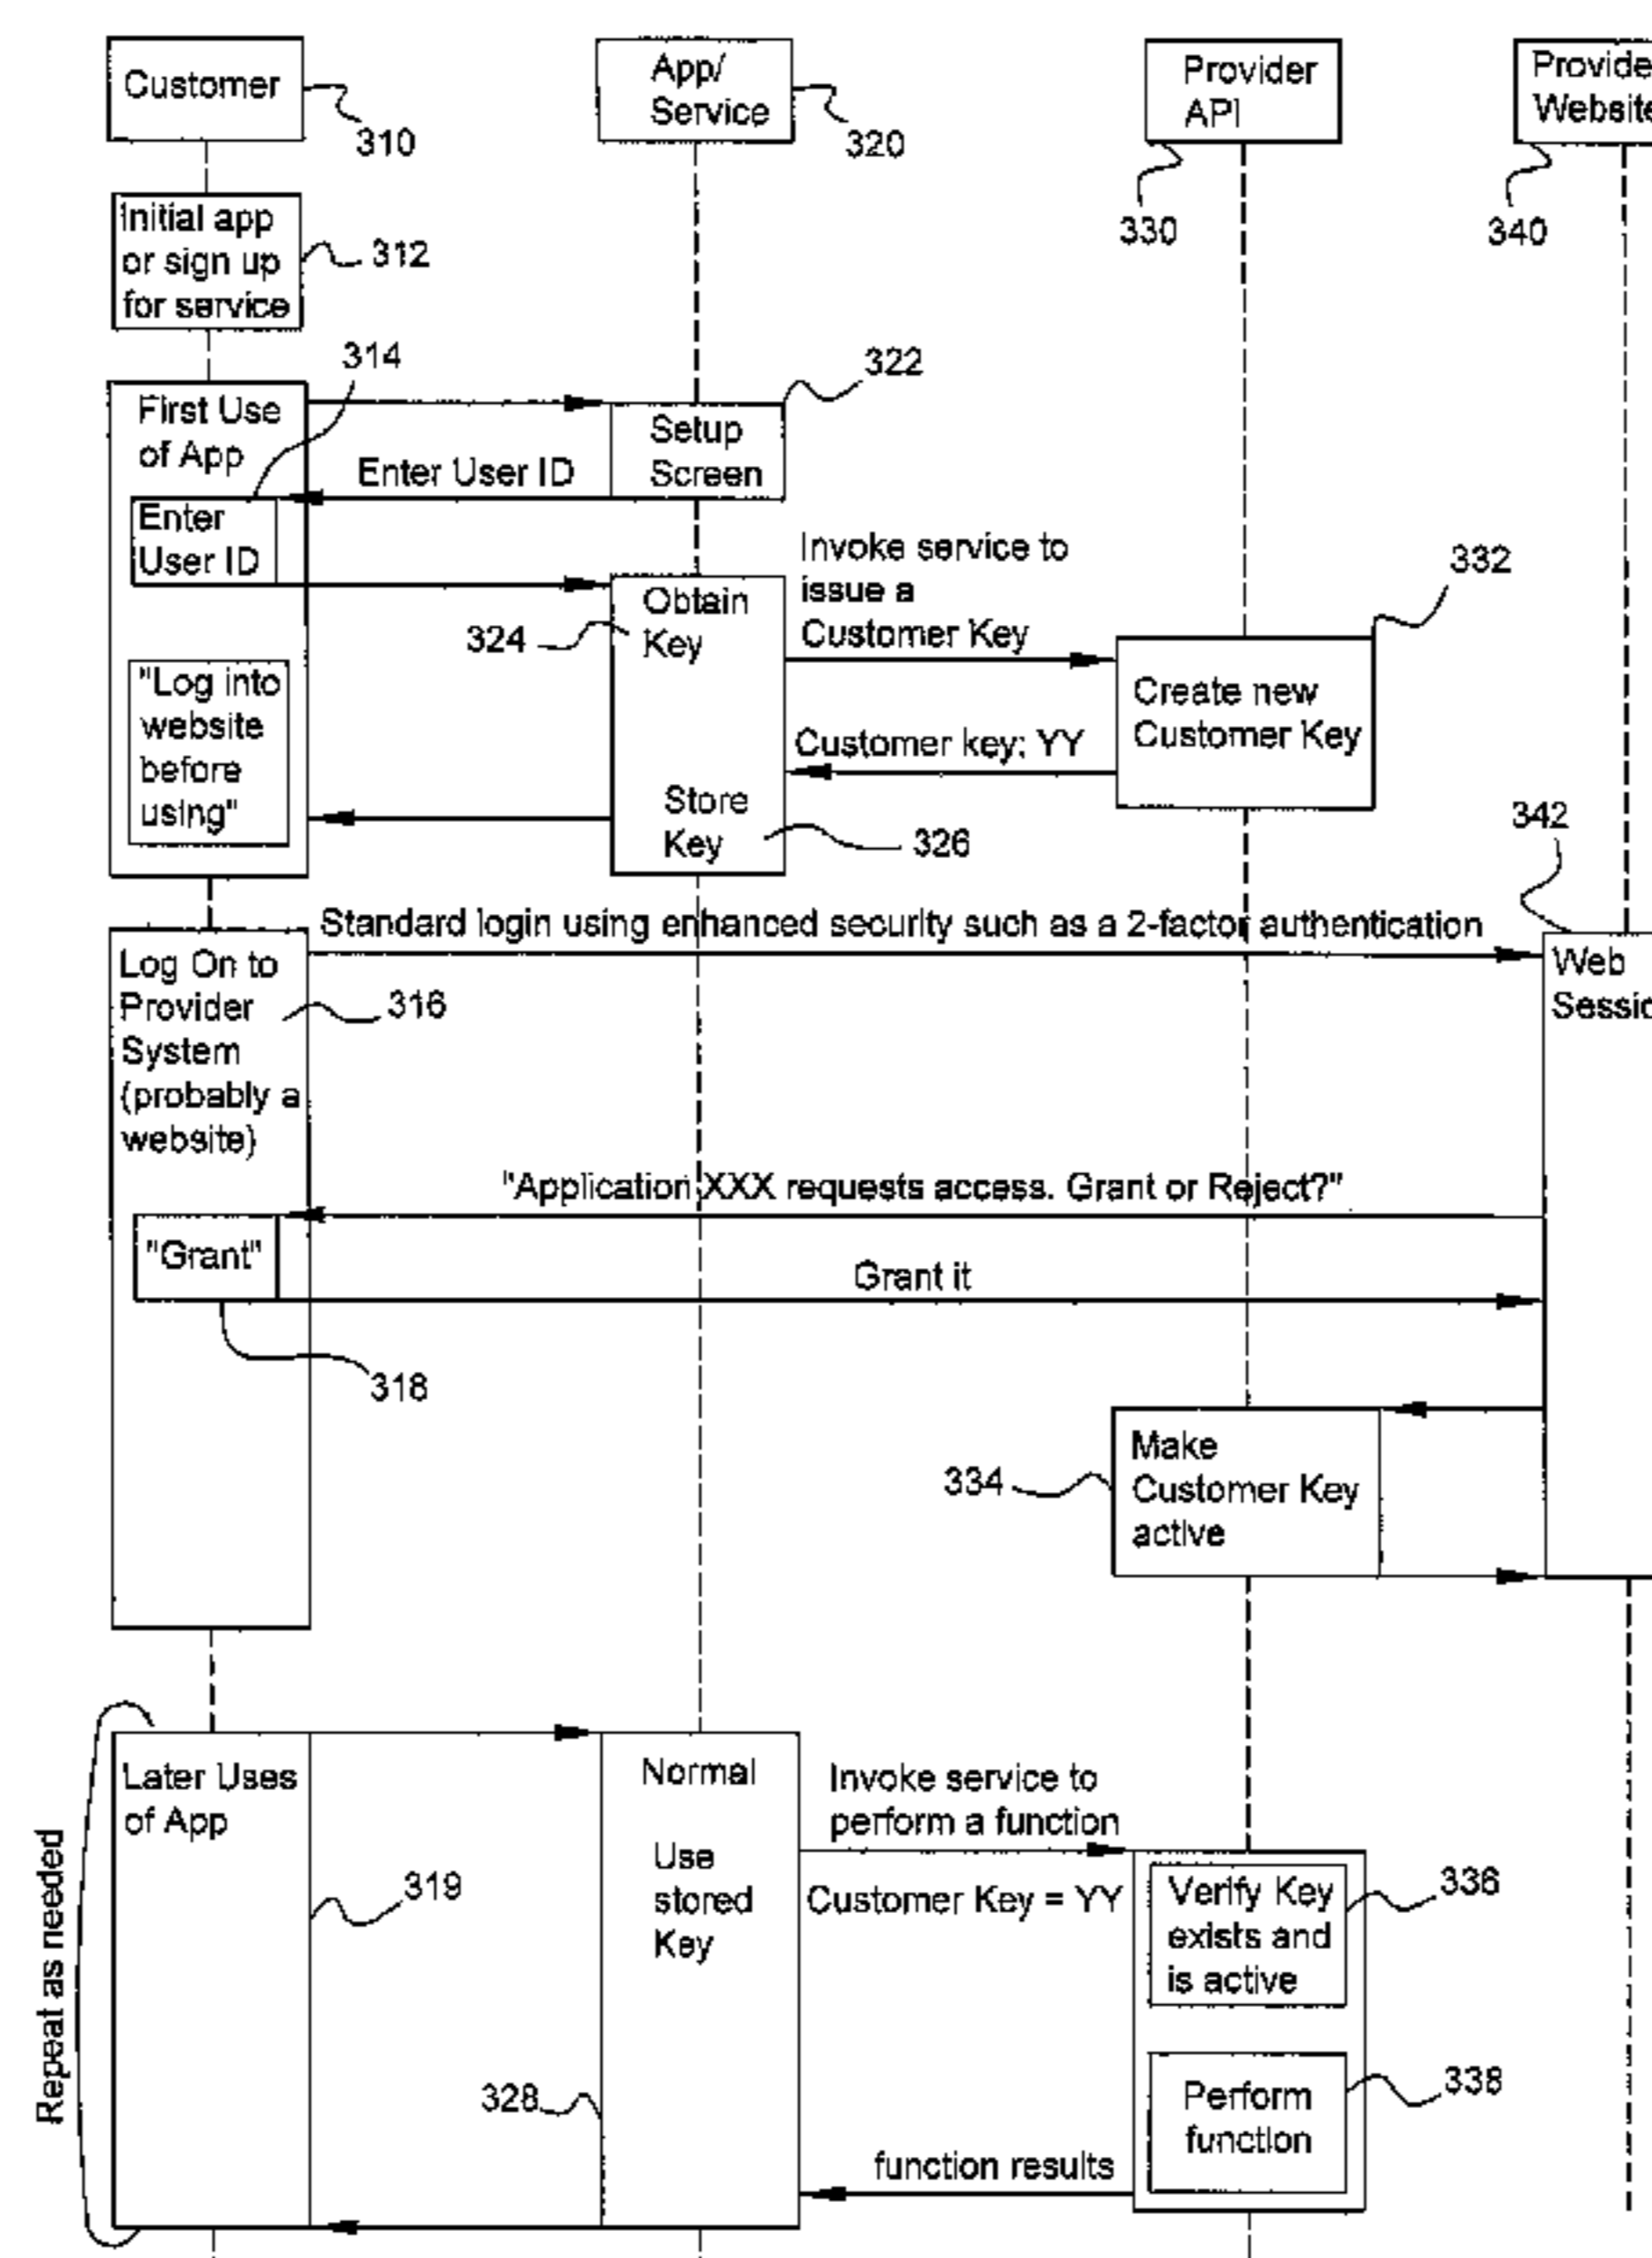 Customer
310
App/
Service
320
Provider
API
330
Provide
Website
340
Initial app
or sign up
for service
312
314
First Use
of App
322
Setup
Screen
Enter User ID
Enter
User ID
324
Obtain
Key
Invoke service to
issue a
Customer Key
332
Create new
Customer Key
"Log into
website
before
using"
Customer key: YY
Store
Key
326
342
Standard login using enhanced security such as a 2-factor authentication
Log On to
Provider
System
(probably a
website)
316
Web
Sessio
"Application XXX requests access. Grant or Reject?"
"Grant"
Grant it
318
334
Make
Customer Key
active
Repeat as needed
Later Uses
of App
319
Normal
Use
stored
Key
328
Invoke service to
perform a function
Customer Key = YY
Verify Key
exists and
is active
336
Perform
function
338
function results